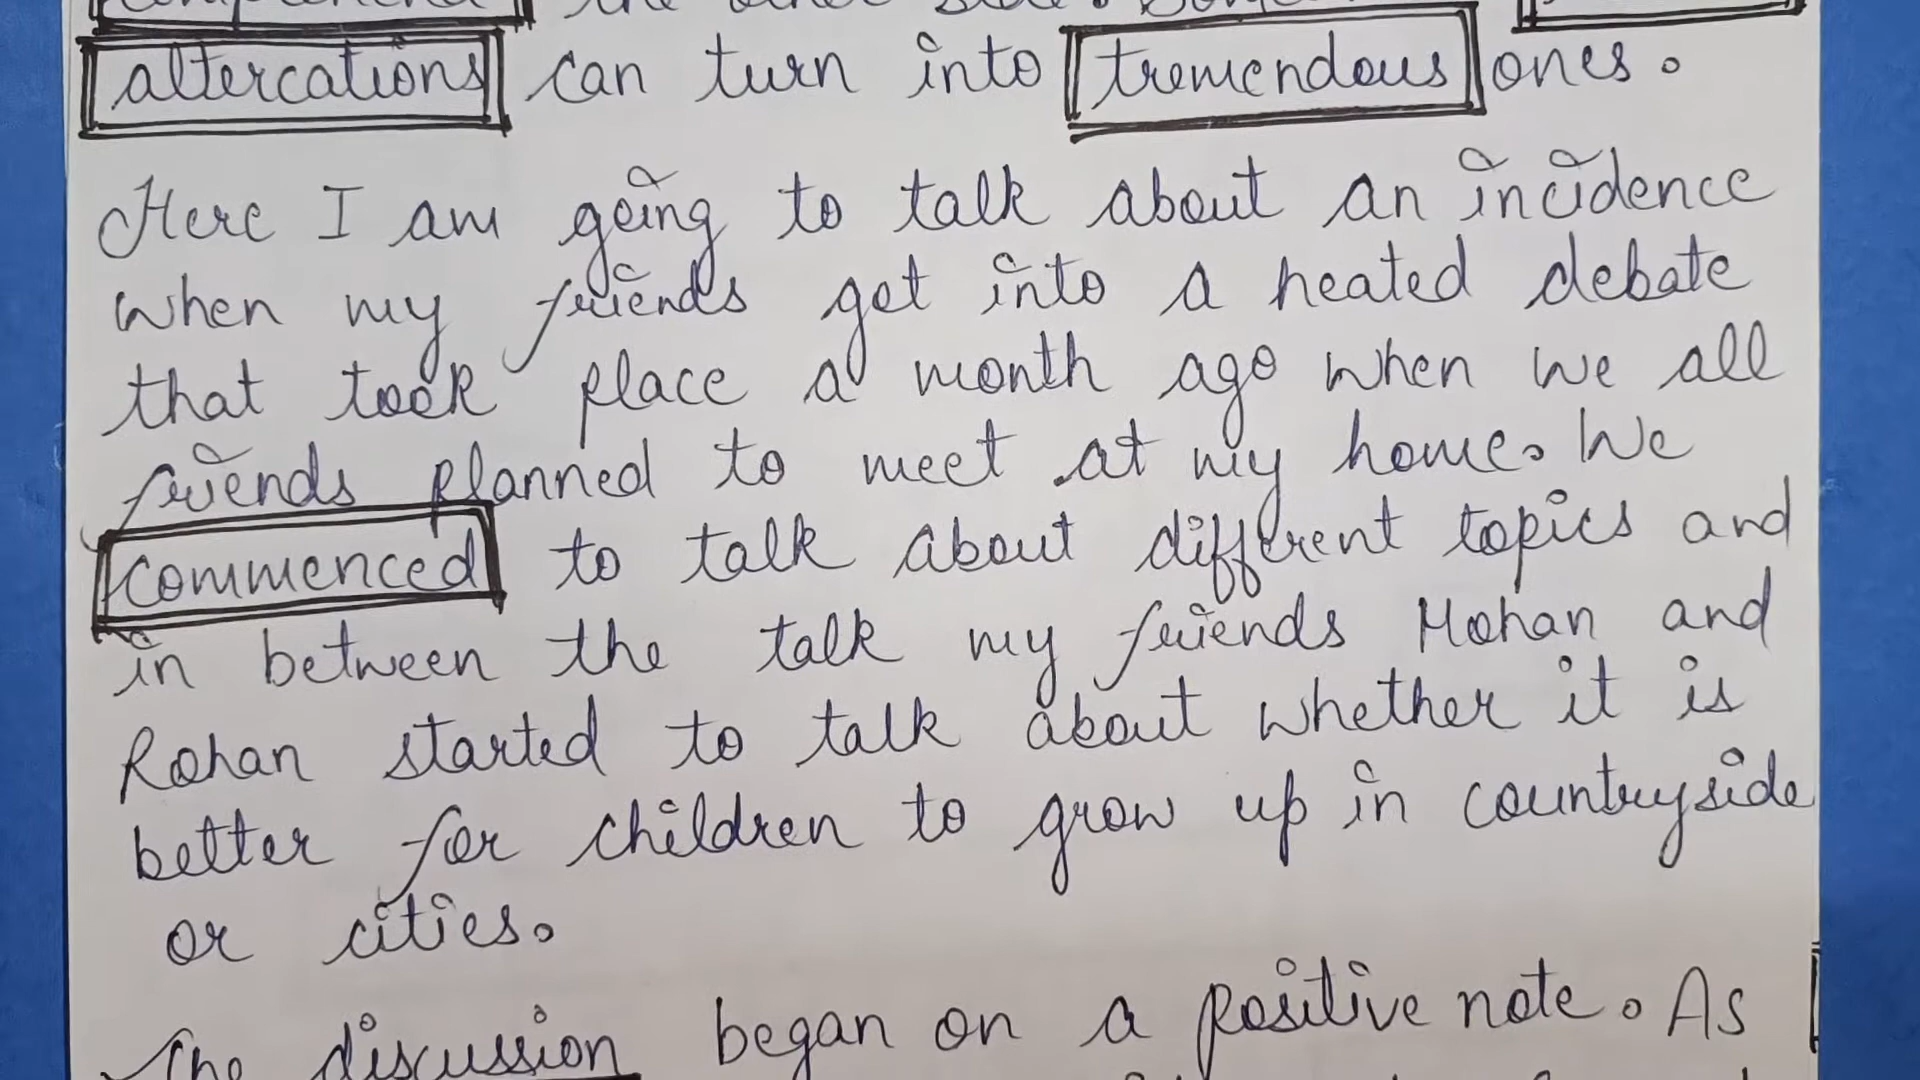 the other side.
altercations can turn into tremendous ones.
Here I am going to talk about an incidence
when my friends get into a heated debate
that took place a month ago when we all
friends planned to meet at my home. We
commenced to talk about different topics and
in between the talk my friends Mohan and
Rohan started to talk about whether it is
better for children to grow up in countryside
or cities.
The discussion began on a positive note. As